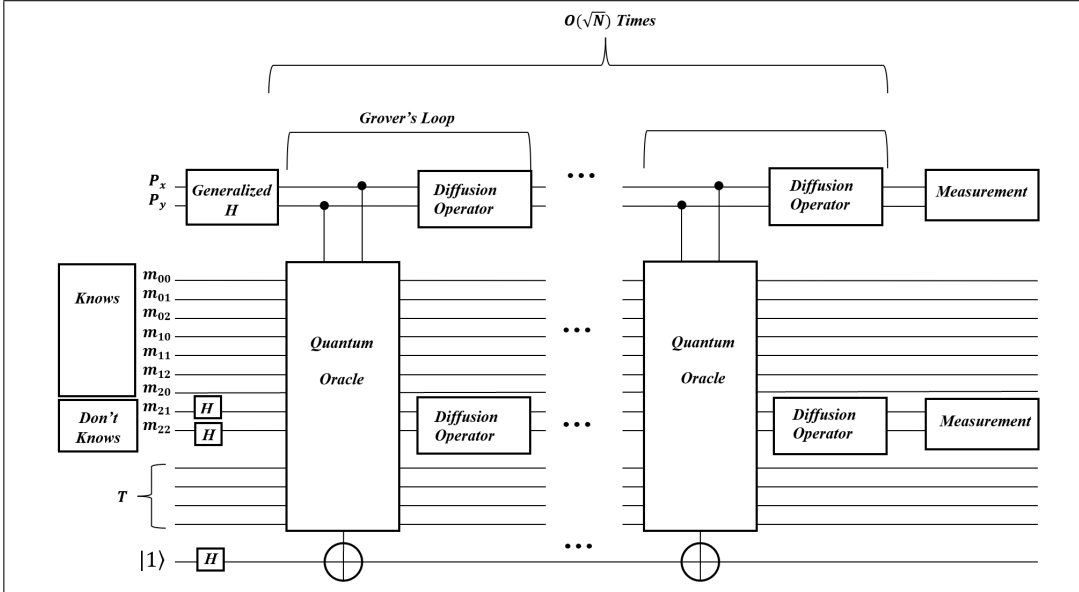 O(√N) Times
Grover's Loop
P_x
P_y
Generalized
H
Diffusion
Operator
...
Diffusion
Operator
Measurement
Knows
m_00
m_01
m_02
m_10
m_11
m_12
m_20
Don't
Knows
m_21
m_22
H
H
Quantum
Oracle
Diffusion
Operator
...
...
Quantum
Oracle
Diffusion
Operator
Measurement
T
|1⟩
H
...